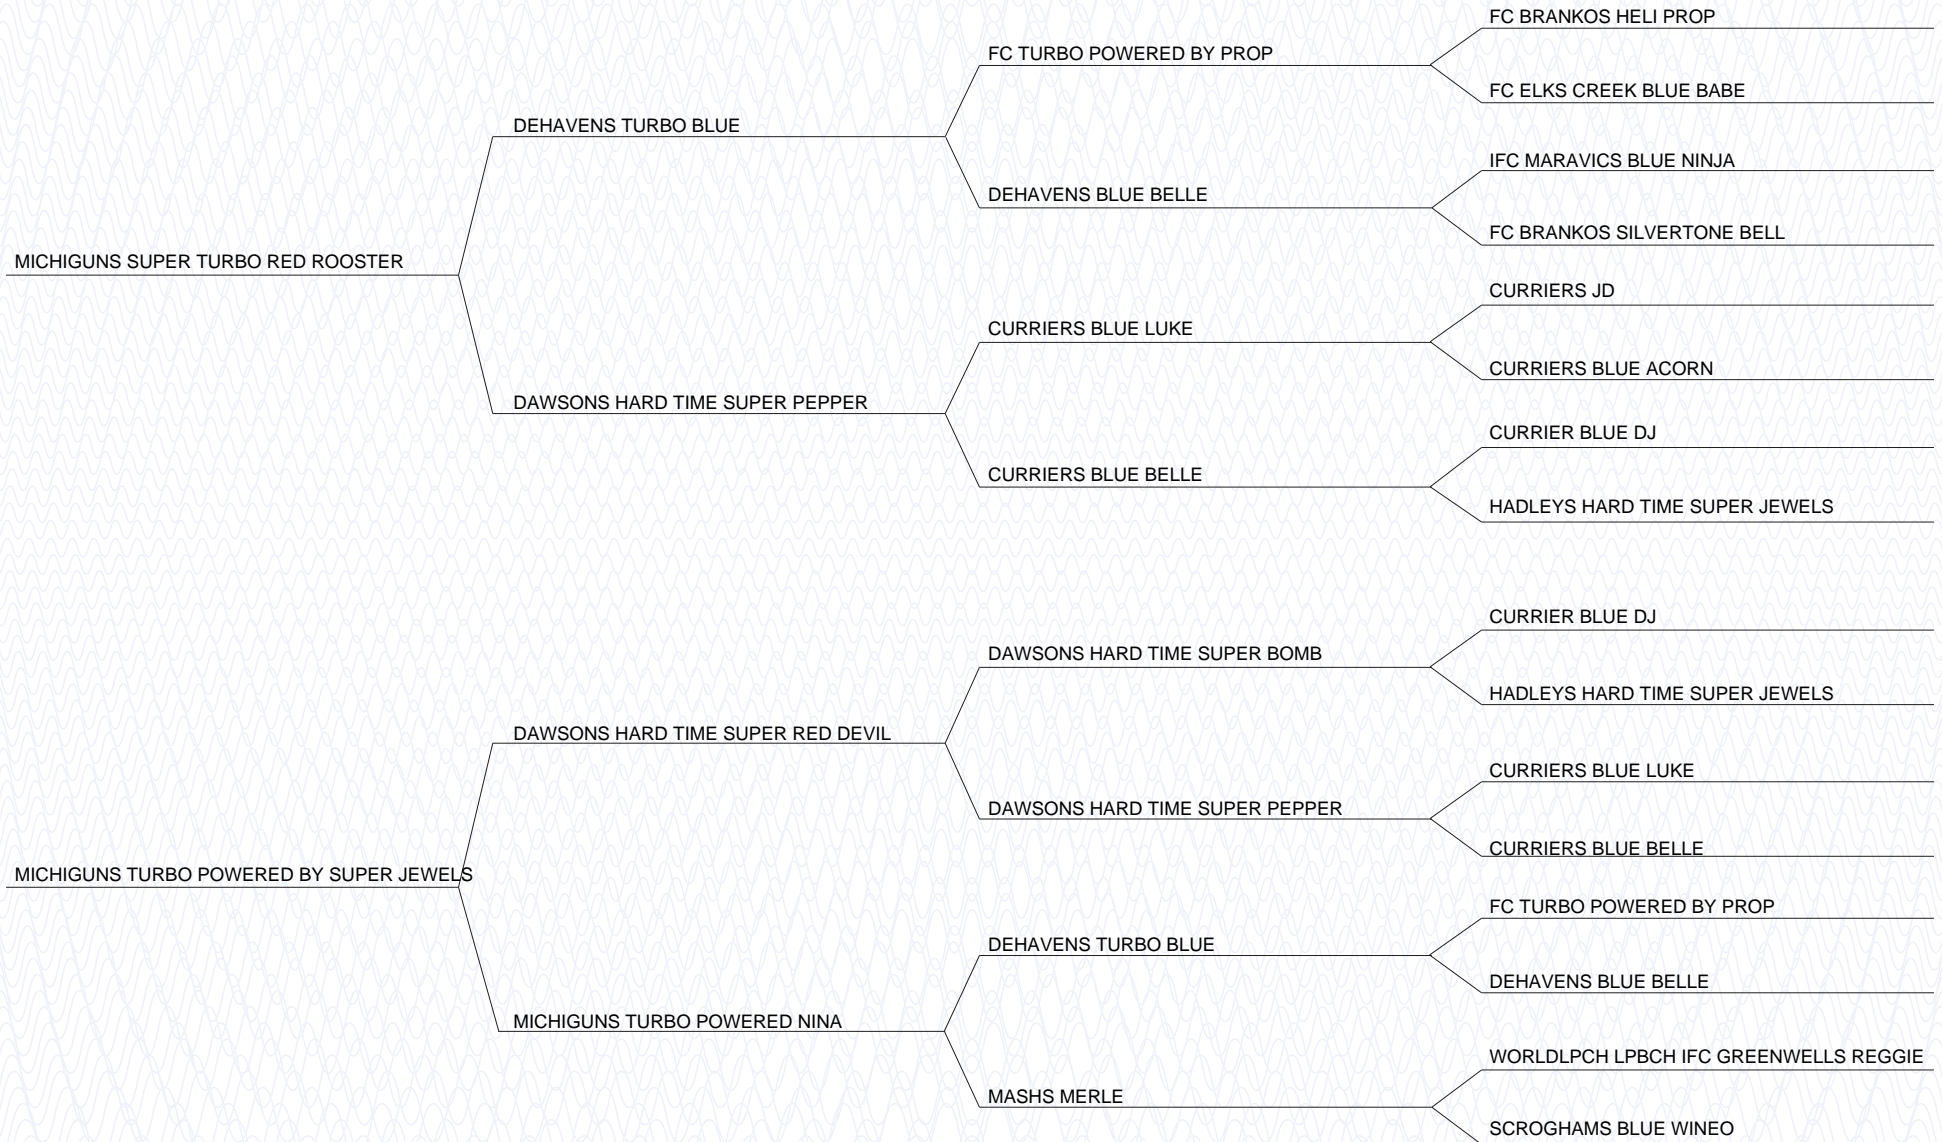 FC BRANKOS HELI PROP
FC TURBO POWERED BY PROP
FC ELKS CREEK BLUE BABE
DEHAVENS TURBO BLUE
IFC MARAVICS BLUE NINJA
DEHAVENS BLUE BELLE
FC BRANKOS SILVERTONE BELL
MICHIGUNS SUPER TURBO RED ROOSTER
CURRIERS JD
CURRIERS BLUE LUKE
CURRIERS BLUE ACORN
DAWSONS HARD TIME SUPER PEPPER
CURRIER BLUE DJ
CURRIERS BLUE BELLE
HADLEYS HARD TIME SUPER JEWELS
CURRIER BLUE DJ
DAWSONS HARD TIME SUPER BOMB
HADLEYS HARD TIME SUPER JEWELS
DAWSONS HARD TIME SUPER RED DEVIL
CURRIERS BLUE LUKE
DAWSONS HARD TIME SUPER PEPPER
CURRIERS BLUE BELLE
MICHIGUNS TURBO POWERED BY SUPER JEWELS
FC TURBO POWERED BY PROP
DEHAVENS TURBO BLUE
DEHAVENS BLUE BELLE
MICHIGUNS TURBO POWERED NINA
WORLDLPCH LPBCH IFC GREENWELLS REGGIE
MASHS MERLE
SCROGHAMS BLUE WINEO